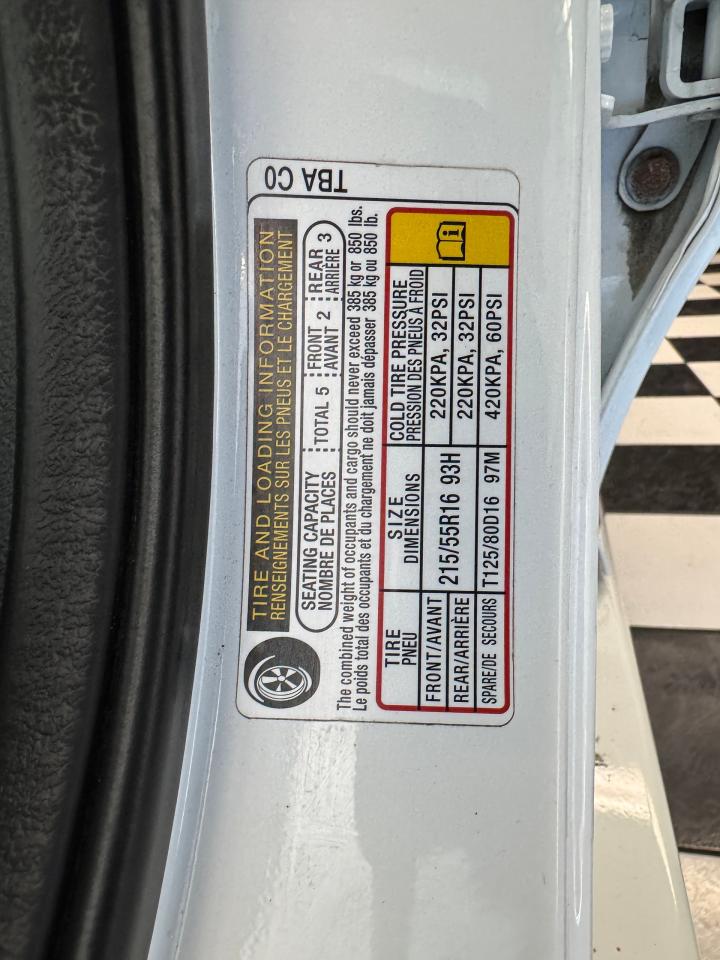 TBA C0
TIRE AND LOADING INFORMATION
RENSEIGNEMENTS SUR LES PNEUS ET LE CHARGEMENT
SEATING CAPACITY
NOMBRE DE PLACES
TOTAL 5
FRONT
AVANT 2
REAR
ARRIÈRE 3
The combined weight of occupants and cargo should never exceed 385 kg or 850 lbs.
Le poids total des occupants et du chargement ne doit jamais dépasser 385 kg ou 850 lb.
TIRE
PNEU
SIZE
DIMENSIONS
COLD TIRE PRESSURE
PRESSION DES PNEUS À FROID
FRONT/AVANT
215/55R16 93H
220KPA, 32PSI
REAR/ARRIÈRE
220KPA, 32PSI
SPARE/DE SECOURS
T125/80D16 97M
420KPA, 60PSI